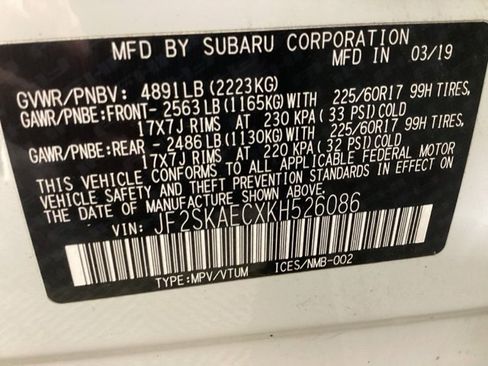 MFD BY SUBARU CORPORATION
MFD IN 03/19
GVWR/PNBV: 4891LB (2223KG)
GAWR/PNBE:FRONT- 2563LB(1165KG)WITH 225/60R17 99H TIRES,
17X7J RIMS AT 230 KPA (33 PSI) COLD
GAWR/PNBE:REAR - 2486LB(1130KG)WITH 225/60R17 99H TIRES,
17X7J RIMS AT 220 KPA (32 PSI) COLD
THIS VEHICLE CONFORMS TO ALL APPLICABLE FEDERAL MOTOR
VEHICLE SAFETY AND THEFT PREVENTION STANDARDS IN EFFECT
ON THE DATE OF MANUFACTURE SHOWN ABOVE.
VIN: JF2SKAECXKH526086
TYPE:MPV/VTUM ICES/NMB-002